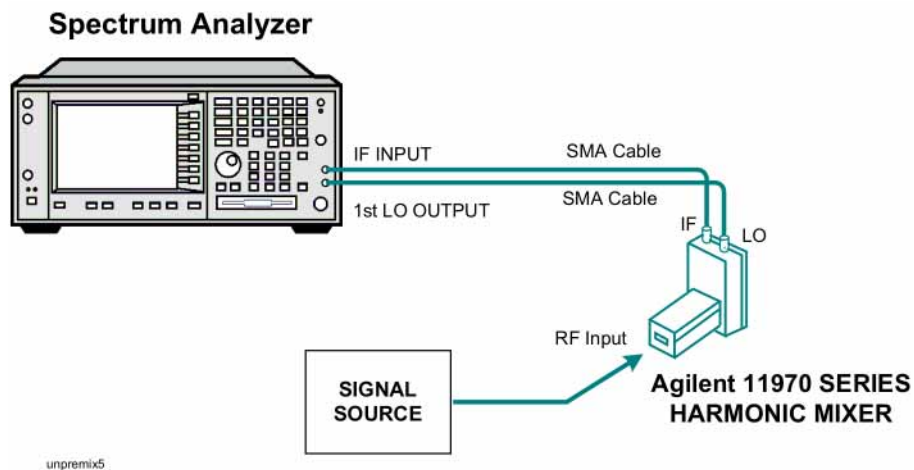 Spectrum Analyzer
IF INPUT
SMA Cable
SMA Cable
1st LO OUTPUT
IF
LO
RF Input
SIGNAL
SOURCE
Agilent 11970 SERIES
HARMONIC MIXER
unpremix5